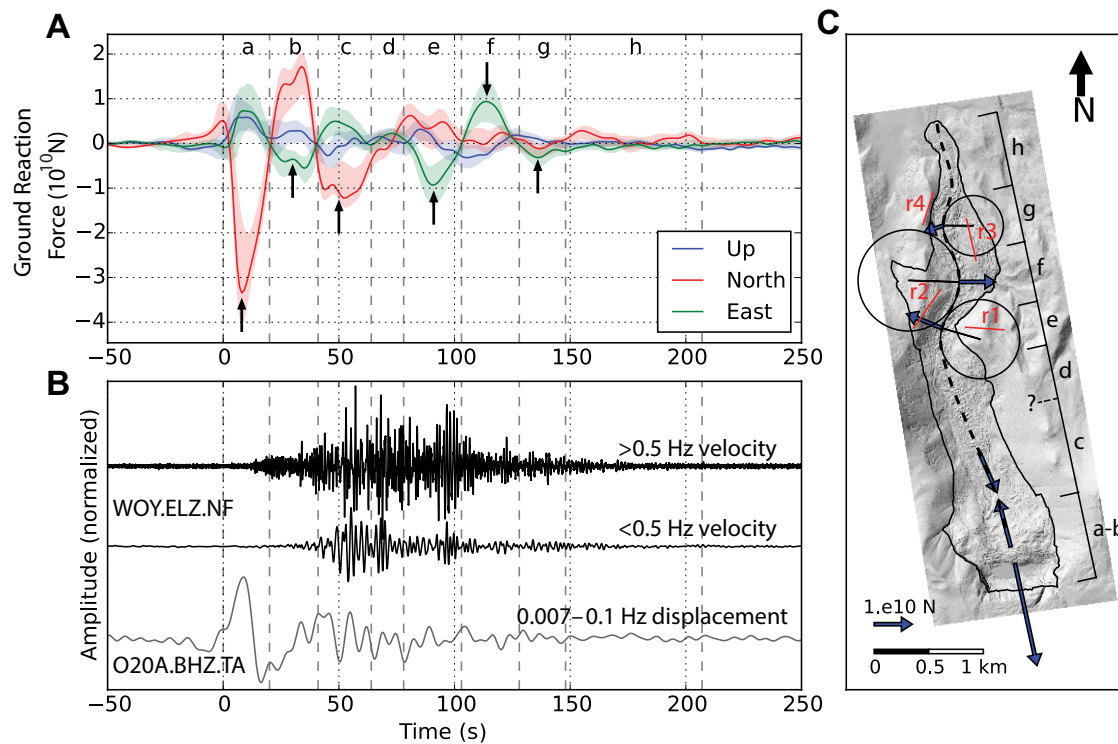 A
a b c d e f g h
2
1
0
−1
−2
−3
−4
Ground Reaction
Force (10¹⁰N)
Up
North
East
−50 0 50 100 150 200 250
B
Amplitude (normalized)
>0.5 Hz velocity
WOY.ELZ.NF
<0.5 Hz velocity
0.007–0.1 Hz displacement
O20A.BHZ.TA
−50 0 50 100 150 200 250
Time (s)
C
N
h
r4
g
r3
f
r2
r1
e
d
?
c
a-b
1.e10 N
0 0.5 1 km